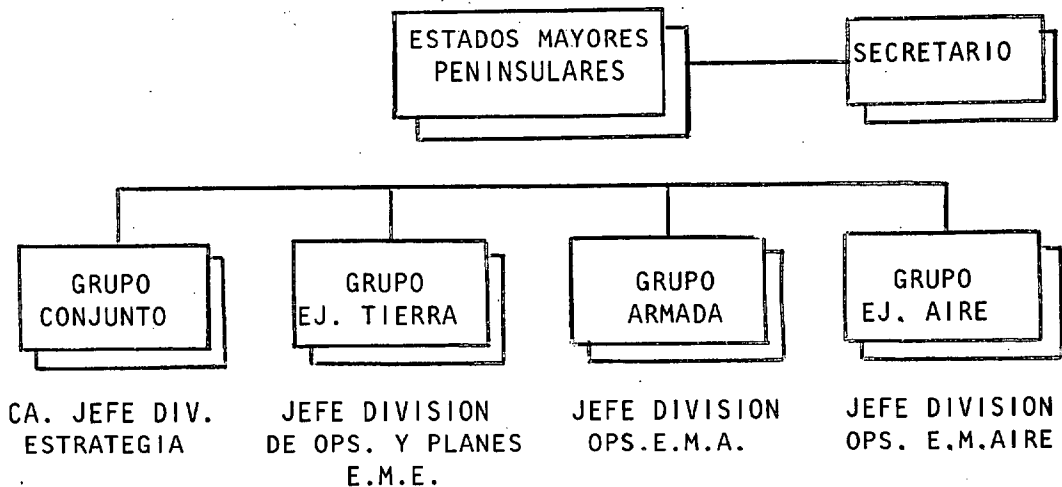 ESTADOS MAYORES
PENINSULARES
SECRETARIO
GRUPO
CONJUNTO
GRUPO
EJ. TIERRA
GRUPO
ARMADA
GRUPO
EJ. AIRE
CA. JEFE DIV.
ESTRATEGIA
JEFE DIVISION
DE OPS. Y PLANES
E.M.E.
JEFE DIVISION
OPS.E.M.A.
JEFE DIVISION
OPS. E.M.AIRE